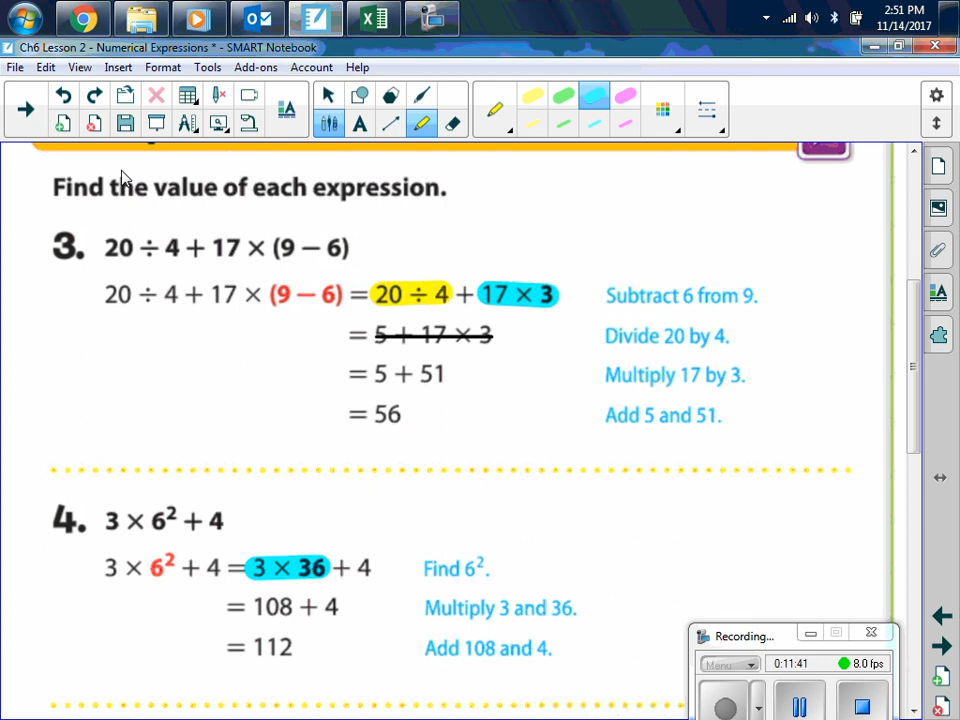 2:51 PM
11/14/2017
Ch6 Lesson 2 - Numerical Expressions * - SMART Notebook
File Edit View Insert Format Tools Add-ons Account Help
Find the value of each expression.
3. 20 ÷ 4 + 17 × (9 − 6)
20 ÷ 4 + 17 × (9 − 6) = 20 ÷ 4 + 17 × 3 Subtract 6 from 9.
= 5 + 17 × 3 Divide 20 by 4.
= 5 + 51 Multiply 17 by 3.
= 56 Add 5 and 51.
4. 3 × 6² + 4
3 × 6² + 4 = 3 × 36 + 4 Find 6².
= 108 + 4 Multiply 3 and 36.
= 112 Add 108 and 4.
Recording...
Menu 0:11:41 8.0 fps